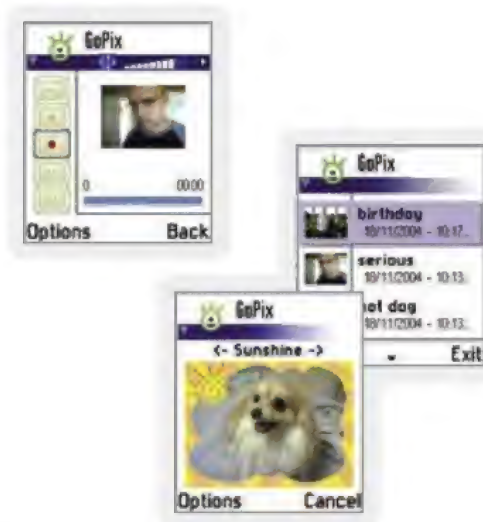 GoPix
0 00:00
Options Back
GoPix
birthday
18/11/2004 - 10:17..
serious
18/11/2004 - 10:13..
hot dog
18/11/2004 - 10:13..
Exit
GoPix
<- Sunshine ->
Options Cancel